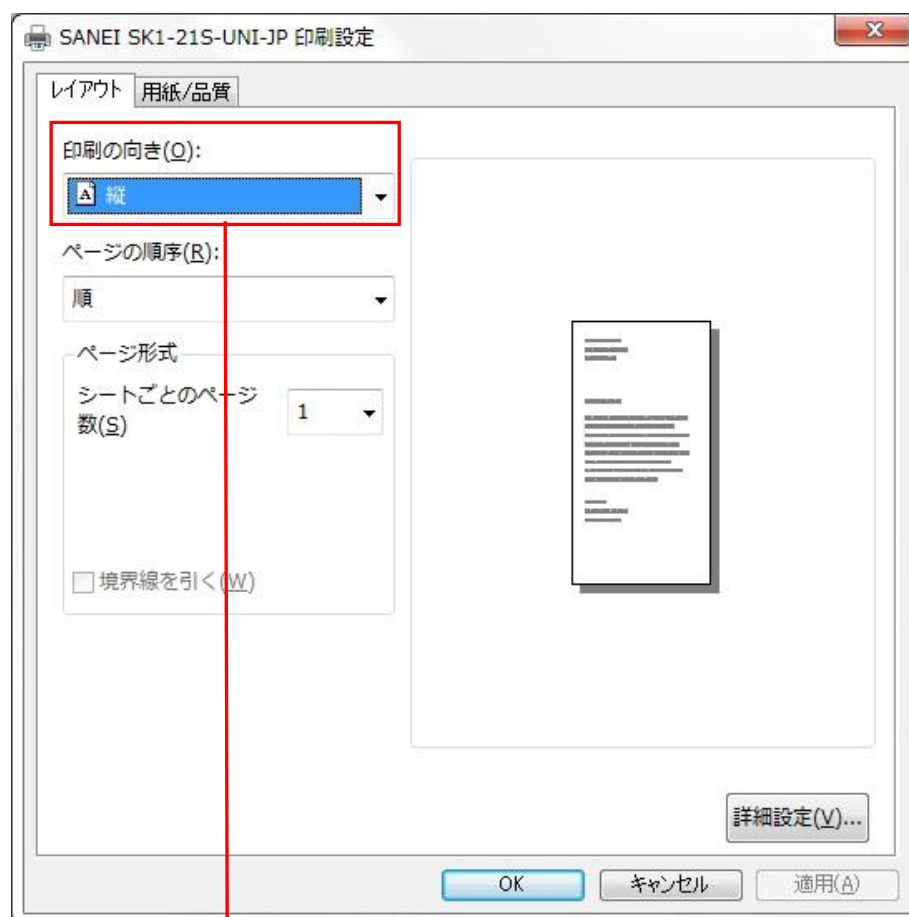 SANEI SK1-21S-UNI-JP 印刷設定
レイアウト 用紙/品質
印刷の向き(O):
縦
ページの順序(R):
順
ページ形式
シートごとのページ
数(S)
1
境界線を引く(W)
詳細設定(V)...
OK キャンセル 適用(A)